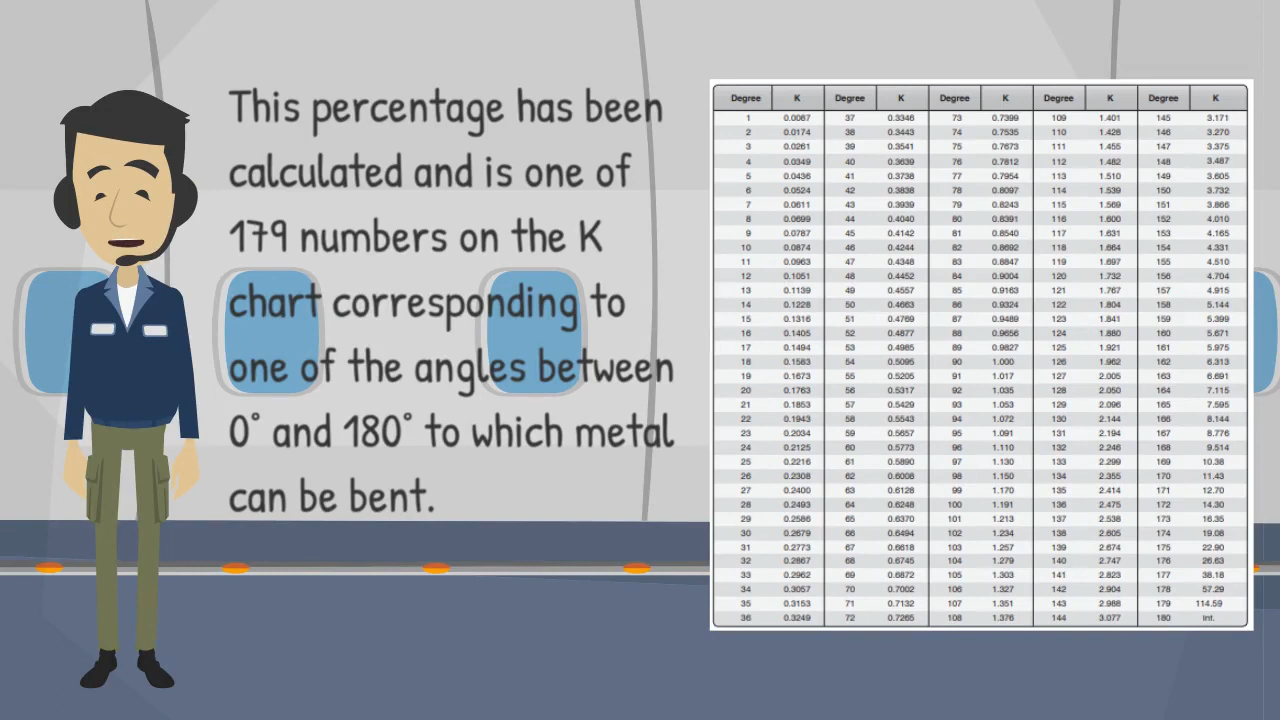 This percentage has been
calculated and is one of
179 numbers on the K
chart corresponding to
one of the angles between
0° and 180° to which metal
can be bent.
Degree K Degree K Degree K Degree K Degree K
1 0.0087 37 0.3346 73 0.7399 109 1.401 145 3.171
2 0.0174 38 0.3443 74 0.7535 110 1.428 146 3.270
3 0.0261 39 0.3541 75 0.7673 111 1.455 147 3.375
4 0.0349 40 0.3639 76 0.7812 112 1.482 148 3.487
5 0.0436 41 0.3738 77 0.7954 113 1.510 149 3.605
6 0.0524 42 0.3838 78 0.8097 114 1.539 150 3.732
7 0.0611 43 0.3939 79 0.8243 115 1.569 151 3.866
8 0.0699 44 0.4040 80 0.8391 116 1.600 152 4.010
9 0.0787 45 0.4142 81 0.8540 117 1.631 153 4.165
10 0.0874 46 0.4244 82 0.8692 118 1.664 154 4.331
11 0.0963 47 0.4348 83 0.8847 119 1.697 155 4.510
12 0.1051 48 0.4452 84 0.9004 120 1.732 156 4.704
13 0.1139 49 0.4557 85 0.9163 121 1.767 157 4.915
14 0.1228 50 0.4663 86 0.9324 122 1.804 158 5.144
15 0.1316 51 0.4769 87 0.9489 123 1.841 159 5.399
16 0.1405 52 0.4877 88 0.9656 124 1.880 160 5.671
17 0.1494 53 0.4985 89 0.9827 125 1.921 161 5.975
18 0.1583 54 0.5095 90 1.000 126 1.962 162 6.313
19 0.1673 55 0.5205 91 1.017 127 2.005 163 6.691
20 0.1763 56 0.5317 92 1.035 128 2.050 164 7.115
21 0.1853 57 0.5429 93 1.053 129 2.096 165 7.595
22 0.1943 58 0.5543 94 1.072 130 2.144 166 8.144
23 0.2034 59 0.5657 95 1.091 131 2.194 167 8.776
24 0.2125 60 0.5773 96 1.110 132 2.246 168 9.514
25 0.2216 61 0.5890 97 1.130 133 2.299 169 10.38
26 0.2308 62 0.6008 98 1.150 134 2.355 170 11.43
27 0.2400 63 0.6128 99 1.170 135 2.414 171 12.70
28 0.2493 64 0.6248 100 1.191 136 2.475 172 14.30
29 0.2586 65 0.6370 101 1.213 137 2.538 173 16.35
30 0.2679 66 0.6494 102 1.234 138 2.605 174 19.08
31 0.2773 67 0.6618 103 1.257 139 2.674 175 22.90
32 0.2867 68 0.6745 104 1.279 140 2.747 176 26.63
33 0.2962 69 0.6872 105 1.303 141 2.823 177 38.18
34 0.3057 70 0.7002 106 1.327 142 2.904 178 57.29
35 0.3153 71 0.7132 107 1.351 143 2.988 179 114.59
36 0.3249 72 0.7265 108 1.376 144 3.077 180 Inf.